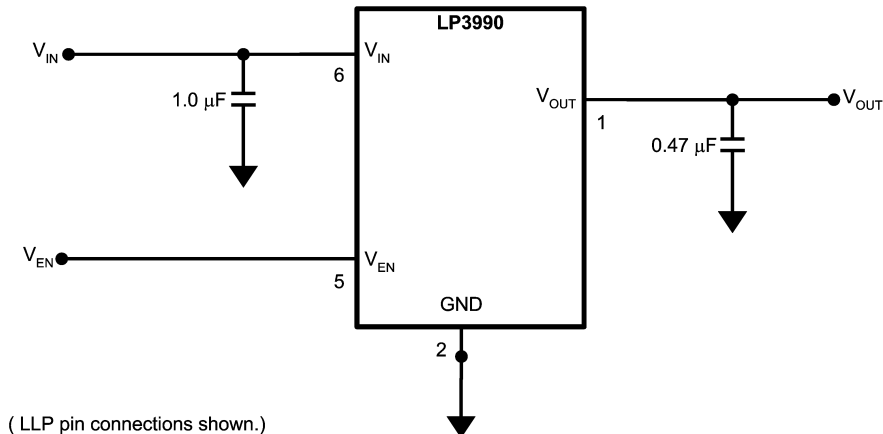 LP3990
V_IN
V_IN
6
1.0 μF
V_OUT
V_OUT
1
0.47 μF
V_EN
V_EN
5
GND
2
( LLP pin connections shown.)